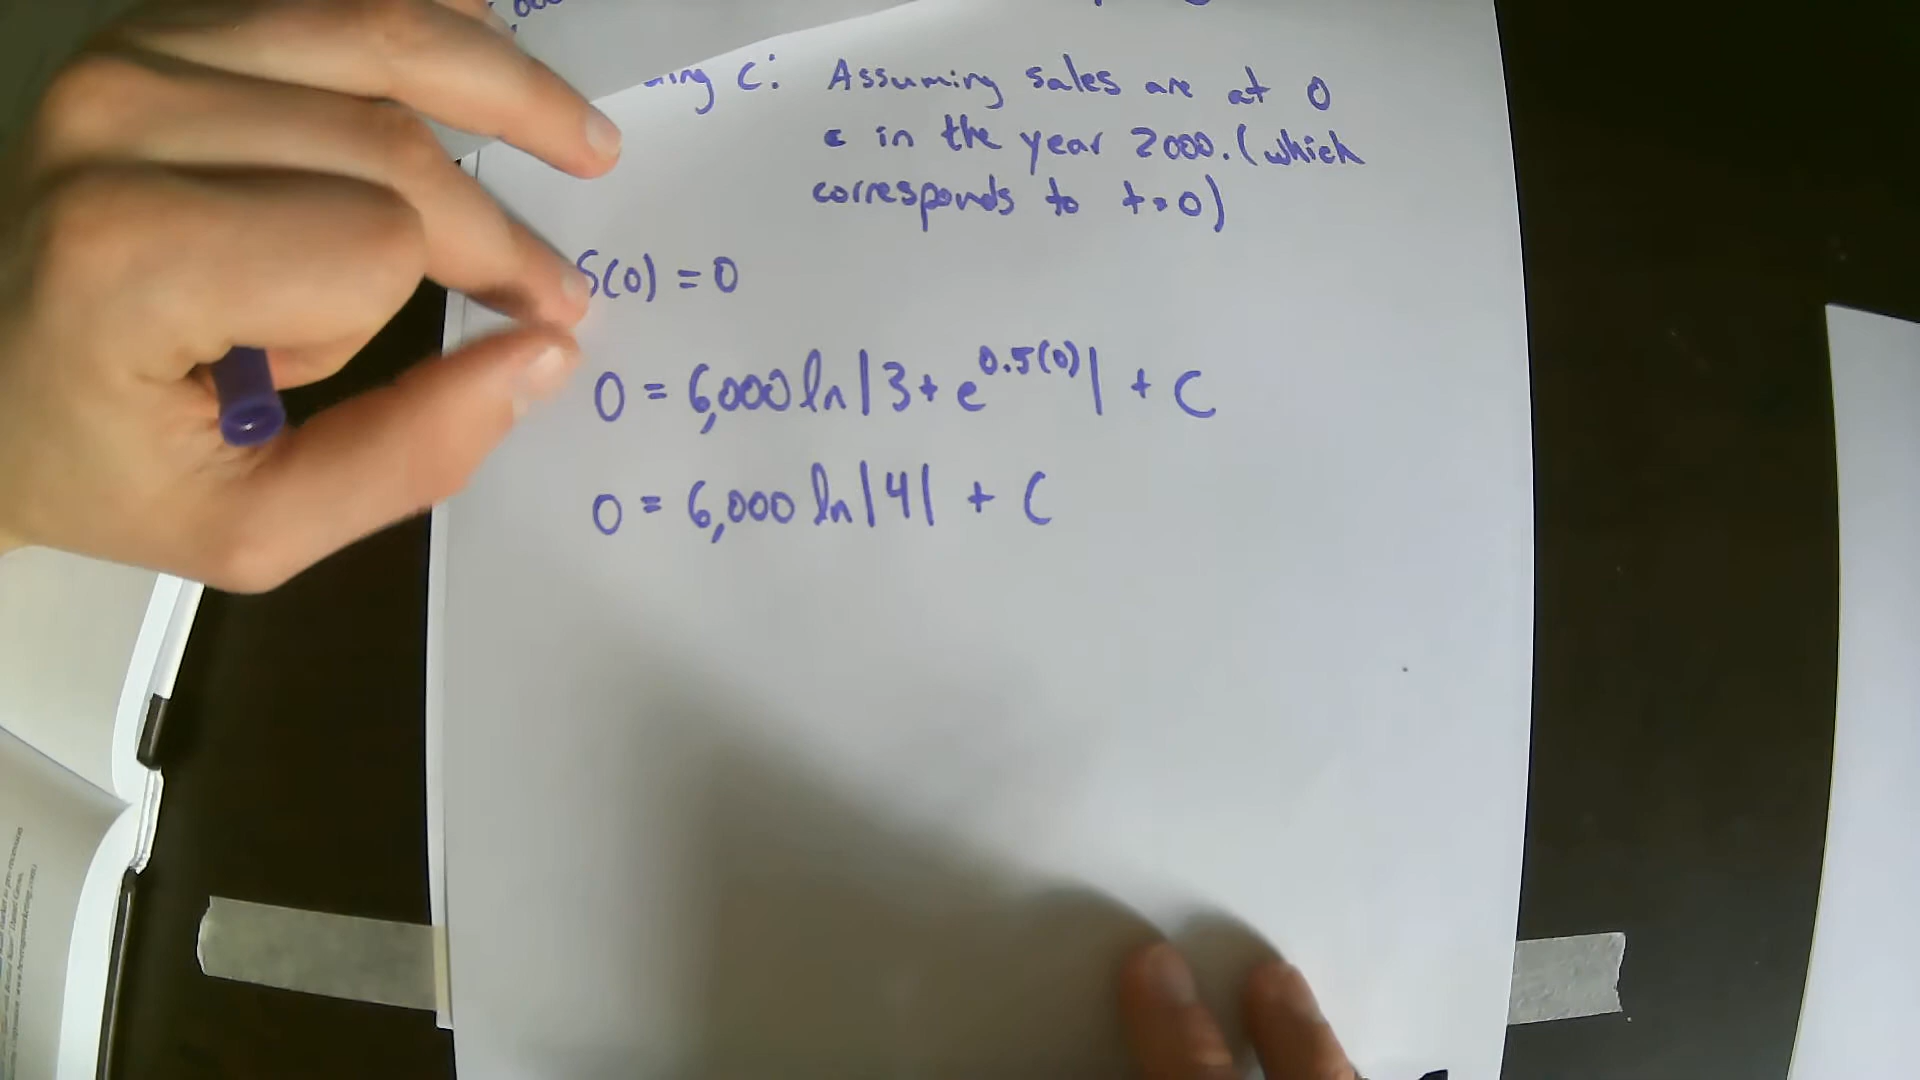 C: Assuming sales are at 0
in the year 2000. (which
corresponds to t=0)
S(0) = 0
0 = 6,000 ln|3 + e^0.5(0)| + C
0 = 6,000 ln|4| + C